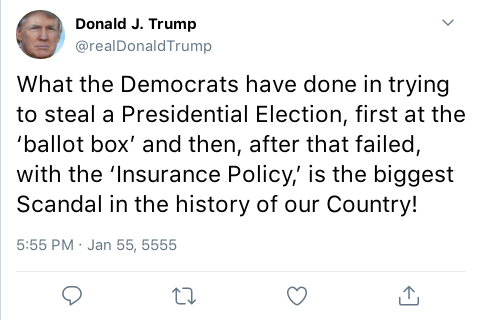 Donald J. Trump
@realDonaldTrump
What the Democrats have done in trying
to steal a Presidential Election, first at the
‘ballot box’ and then, after that failed,
with the ‘Insurance Policy,’ is the biggest
Scandal in the history of our Country!
5:55 PM · Jan 55, 5555